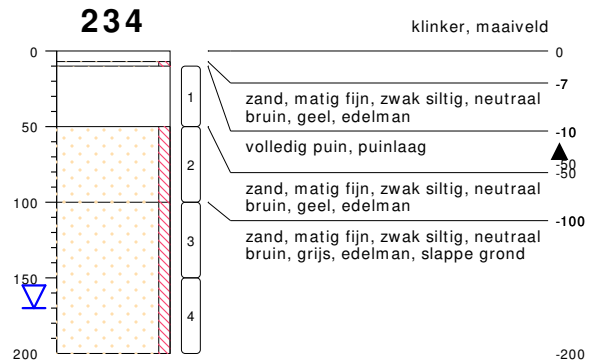 234
klinker, maaiveld
0
0
-7
zand, matig fijn, zwak siltig, neutraal
bruin, geel, edelman
1
-10
50
volledig puin, puinlaag
-50
-50
2
zand, matig fijn, zwak siltig, neutraal
bruin, geel, edelman
100
-100
3
zand, matig fijn, zwak siltig, neutraal
bruin, grijs, edelman, slappe grond
150
4
200
-200